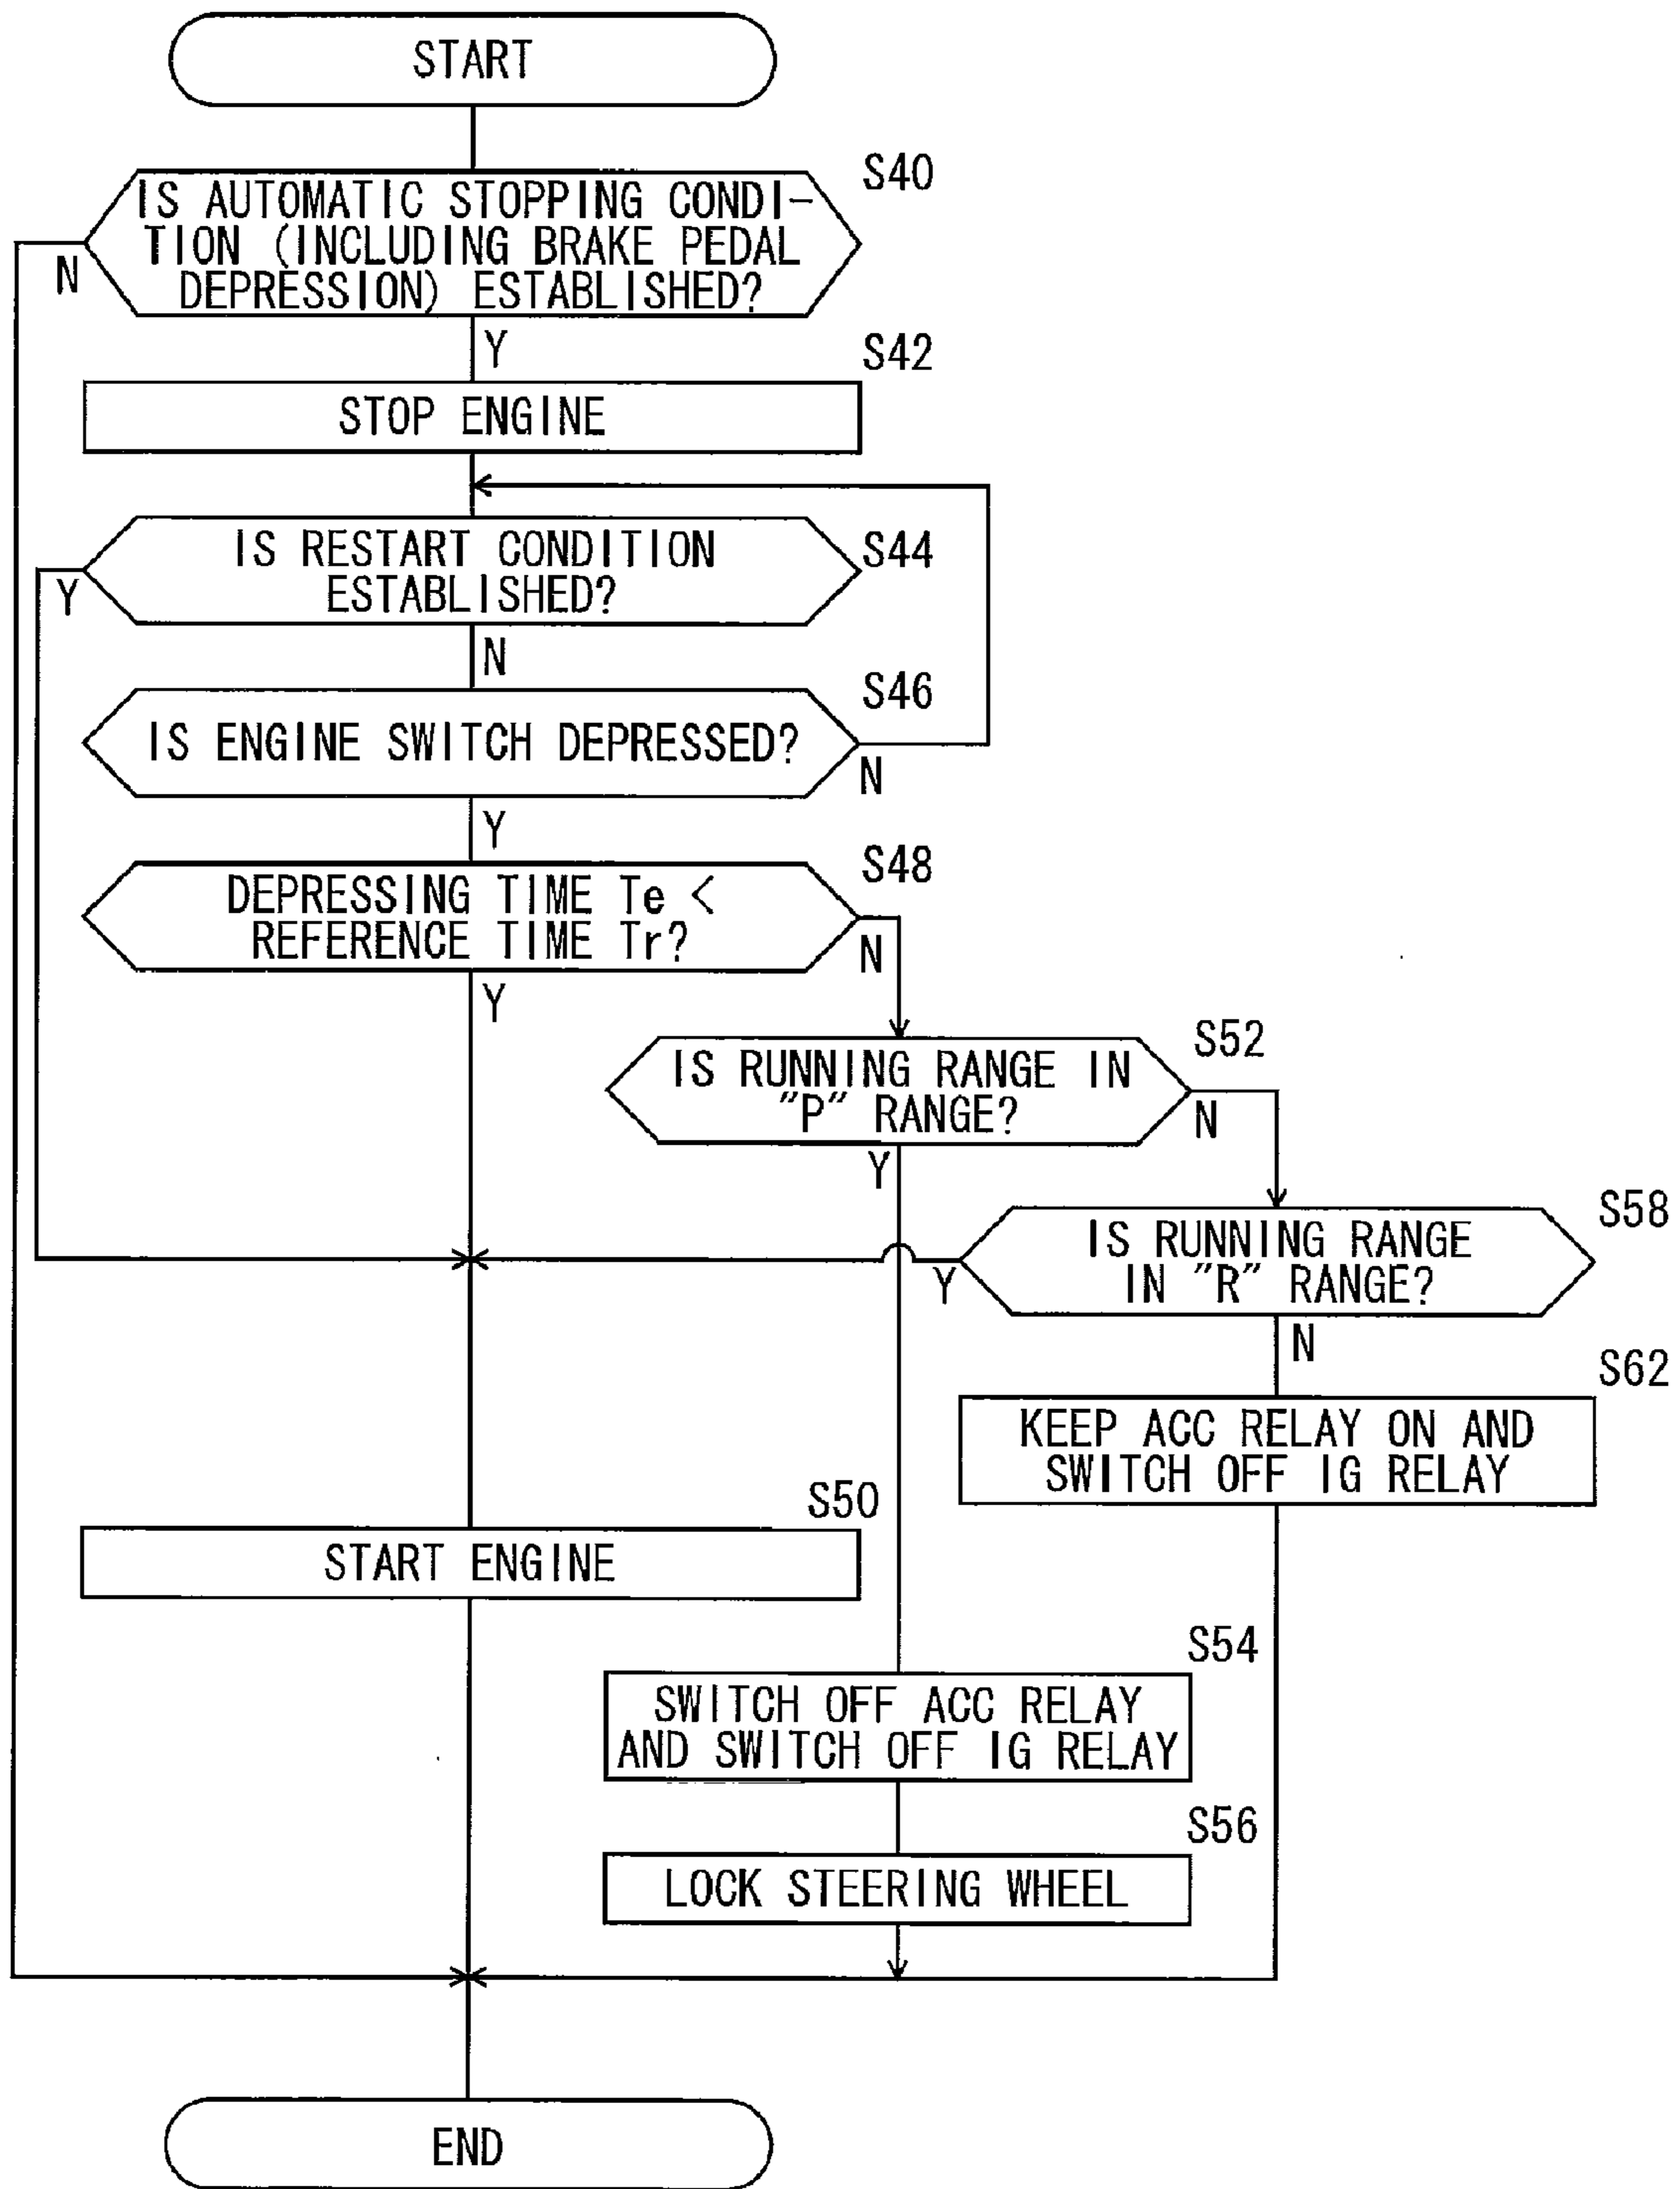 START
S40
IS AUTOMATIC STOPPING CONDI-
TION (INCLUDING BRAKE PEDAL
DEPRESSION) ESTABLISHED?
N
Y
S42
STOP ENGINE
IS RESTART CONDITION
ESTABLISHED?
S44
Y
N
S46
IS ENGINE SWITCH DEPRESSED?
N
Y
S48
DEPRESSING TIME Te <
REFERENCE TIME Tr?
N
Y
S52
IS RUNNING RANGE IN
"P" RANGE?
N
Y
S58
IS RUNNING RANGE
IN "R" RANGE?
Y
N
S62
KEEP ACC RELAY ON AND
SWITCH OFF IG RELAY
S50
START ENGINE
S54
SWITCH OFF ACC RELAY
AND SWITCH OFF IG RELAY
S56
LOCK STEERING WHEEL
END